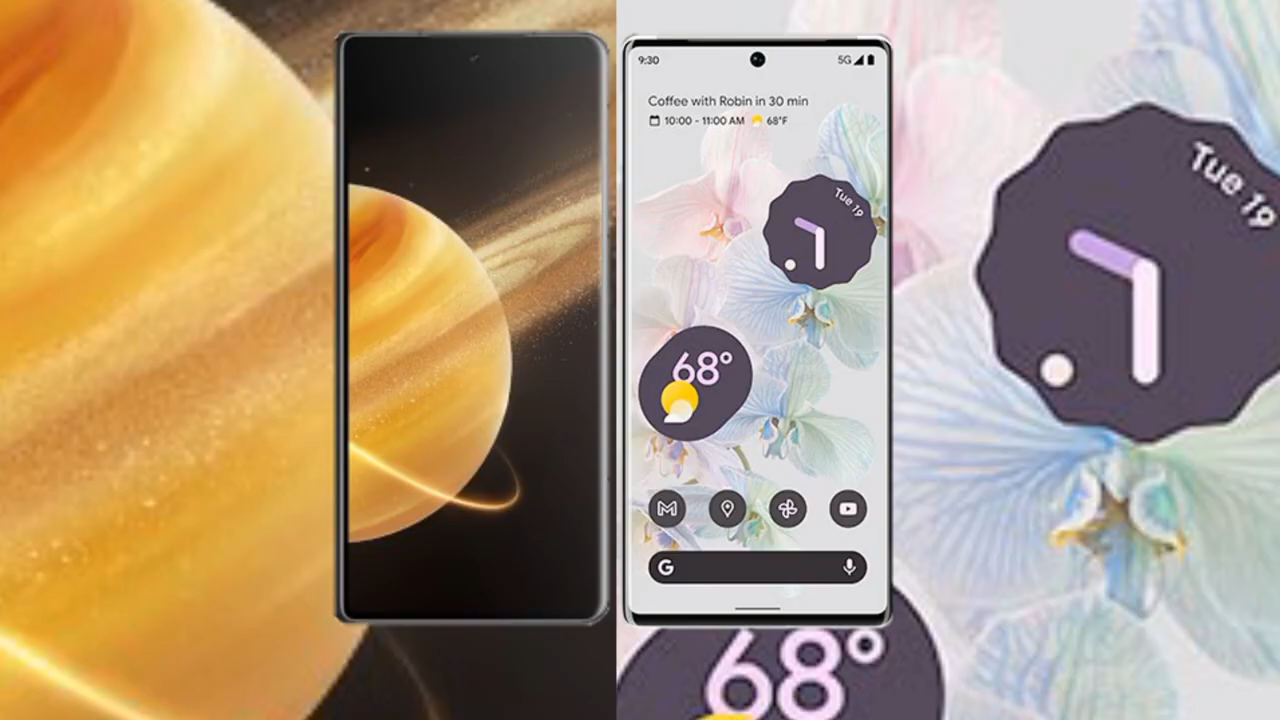 9:30
5G
Coffee with Robin in 30 min
10:00 - 11:00 AM 68°F
Tue 19
68°
G
Tue 19
68°